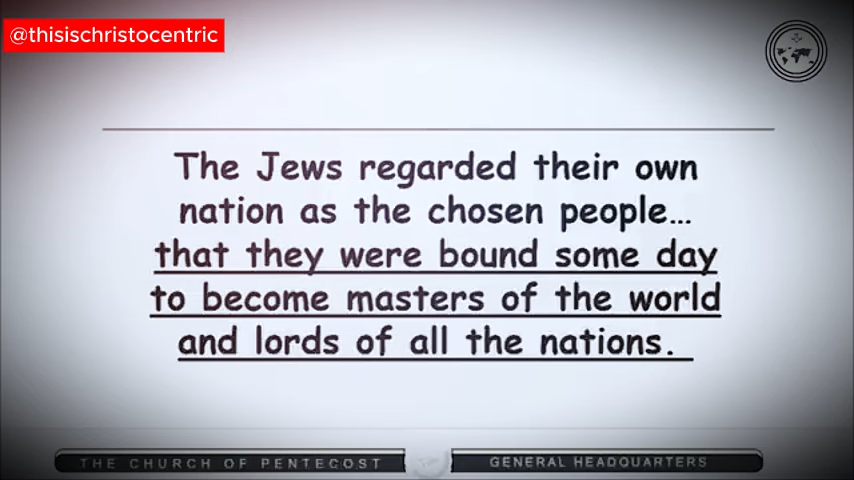 @thisischristocentric
The Jews regarded their own
nation as the chosen people...
that they were bound some day
to become masters of the world
and lords of all the nations.
THE CHURCH OF PENTECOST
GENERAL HEADQUARTERS